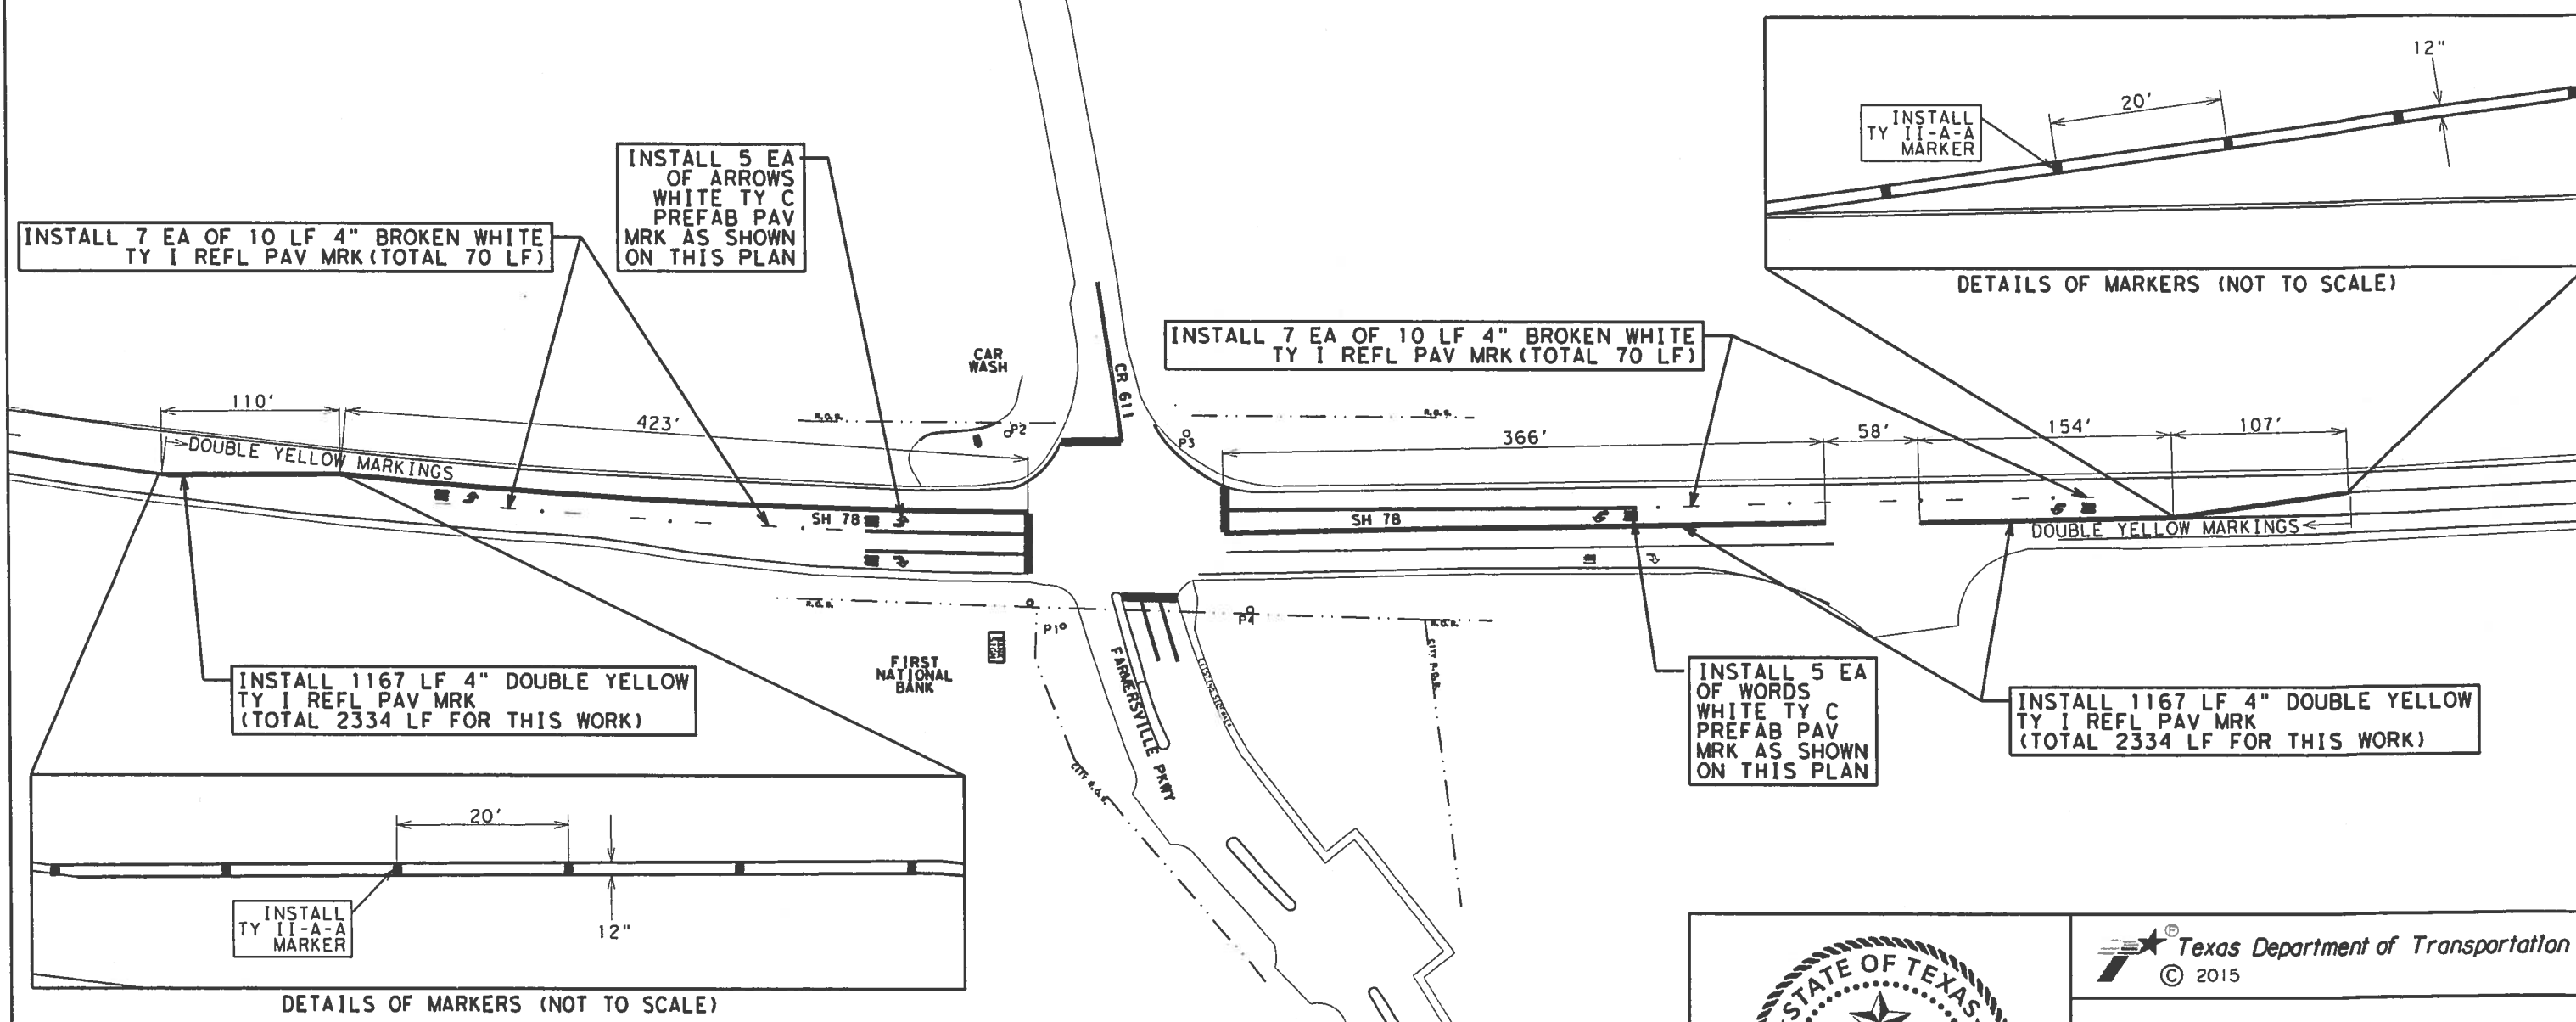 12"
20'
INSTALL
TY II-A-A
MARKER
DETAILS OF MARKERS (NOT TO SCALE)
INSTALL 5 EA
OF ARROWS
WHITE TY C
PREFAB PAV
MRK AS SHOWN
ON THIS PLAN
INSTALL 7 EA OF 10 LF 4" BROKEN WHITE
TY I REFL PAV MRK(TOTAL 70 LF)
INSTALL 7 EA OF 10 LF 4" BROKEN WHITE
TY I REFL PAV MRK(TOTAL 70 LF)
CAR
WASH
CR 611
110'
423'
R.O.W.
P2
P3
R.O.W.
366'
58'
154'
107'
DOUBLE YELLOW MARKINGS
SH 78
SH 78
DOUBLE YELLOW MARKINGS
R.O.W.
P1
P4
R.O.W.
CITY R.O.W.
FIRST
NATIONAL
BANK
FARMERSVILLE PKWY
EXISTING SIDEWALK
CITY R.O.W.
INSTALL 1167 LF 4" DOUBLE YELLOW
TY I REFL PAV MRK
(TOTAL 2334 LF FOR THIS WORK)
INSTALL 5 EA
OF WORDS
WHITE TY C
PREFAB PAV
MRK AS SHOWN
ON THIS PLAN
INSTALL 1167 LF 4" DOUBLE YELLOW
TY I REFL PAV MRK
(TOTAL 2334 LF FOR THIS WORK)
20'
12"
INSTALL
TY II-A-A
MARKER
DETAILS OF MARKERS (NOT TO SCALE)
STATE OF TEXAS
® Texas Department of Transportation
© 2015